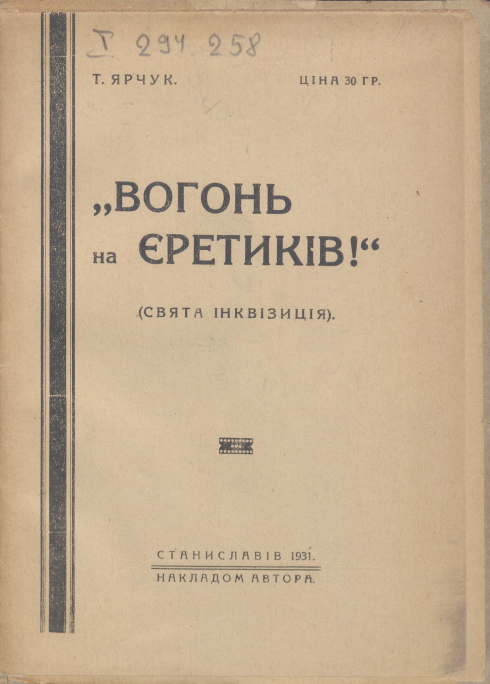 I 294 258
Т. ЯРЧУК. ЦІНА 30 ГР.
„ВОГОНЬ
на ЄРЕТИКІВ!“
(СВЯТА ІНКВІЗИЦІЯ).
СТАНИСЛАВІВ 1931.
НАКЛАДОМ АВТОРА.